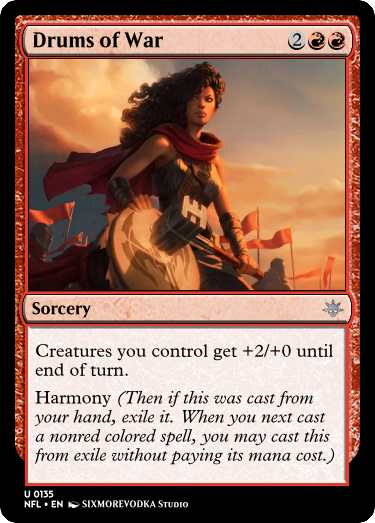 Drums of War 2
Sorcery
Creatures you control get +2/+0 until
end of turn.
Harmony (Then if this was cast from
your hand, exile it. When you next cast
a nonred colored spell, you may cast this
from exile without paying its mana cost.)
U 0135
NFL • EN SIXMOREVODKA STUDIO